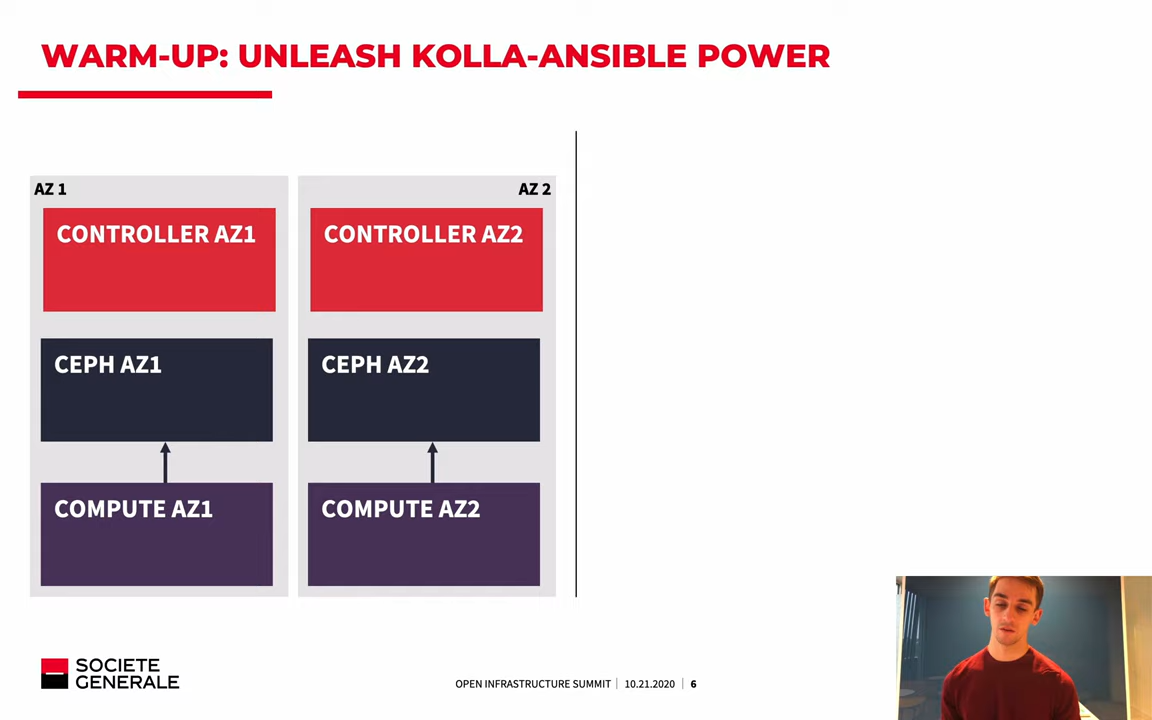 WARM-UP: UNLEASH KOLLA-ANSIBLE POWER
AZ 1
CONTROLLER AZ1
CEPH AZ1
COMPUTE AZ1
AZ 2
CONTROLLER AZ2
CEPH AZ2
COMPUTE AZ2
SOCIETE
GENERALE
OPEN INFRASTRUCTURE SUMMIT | 10.21.2020 | 6